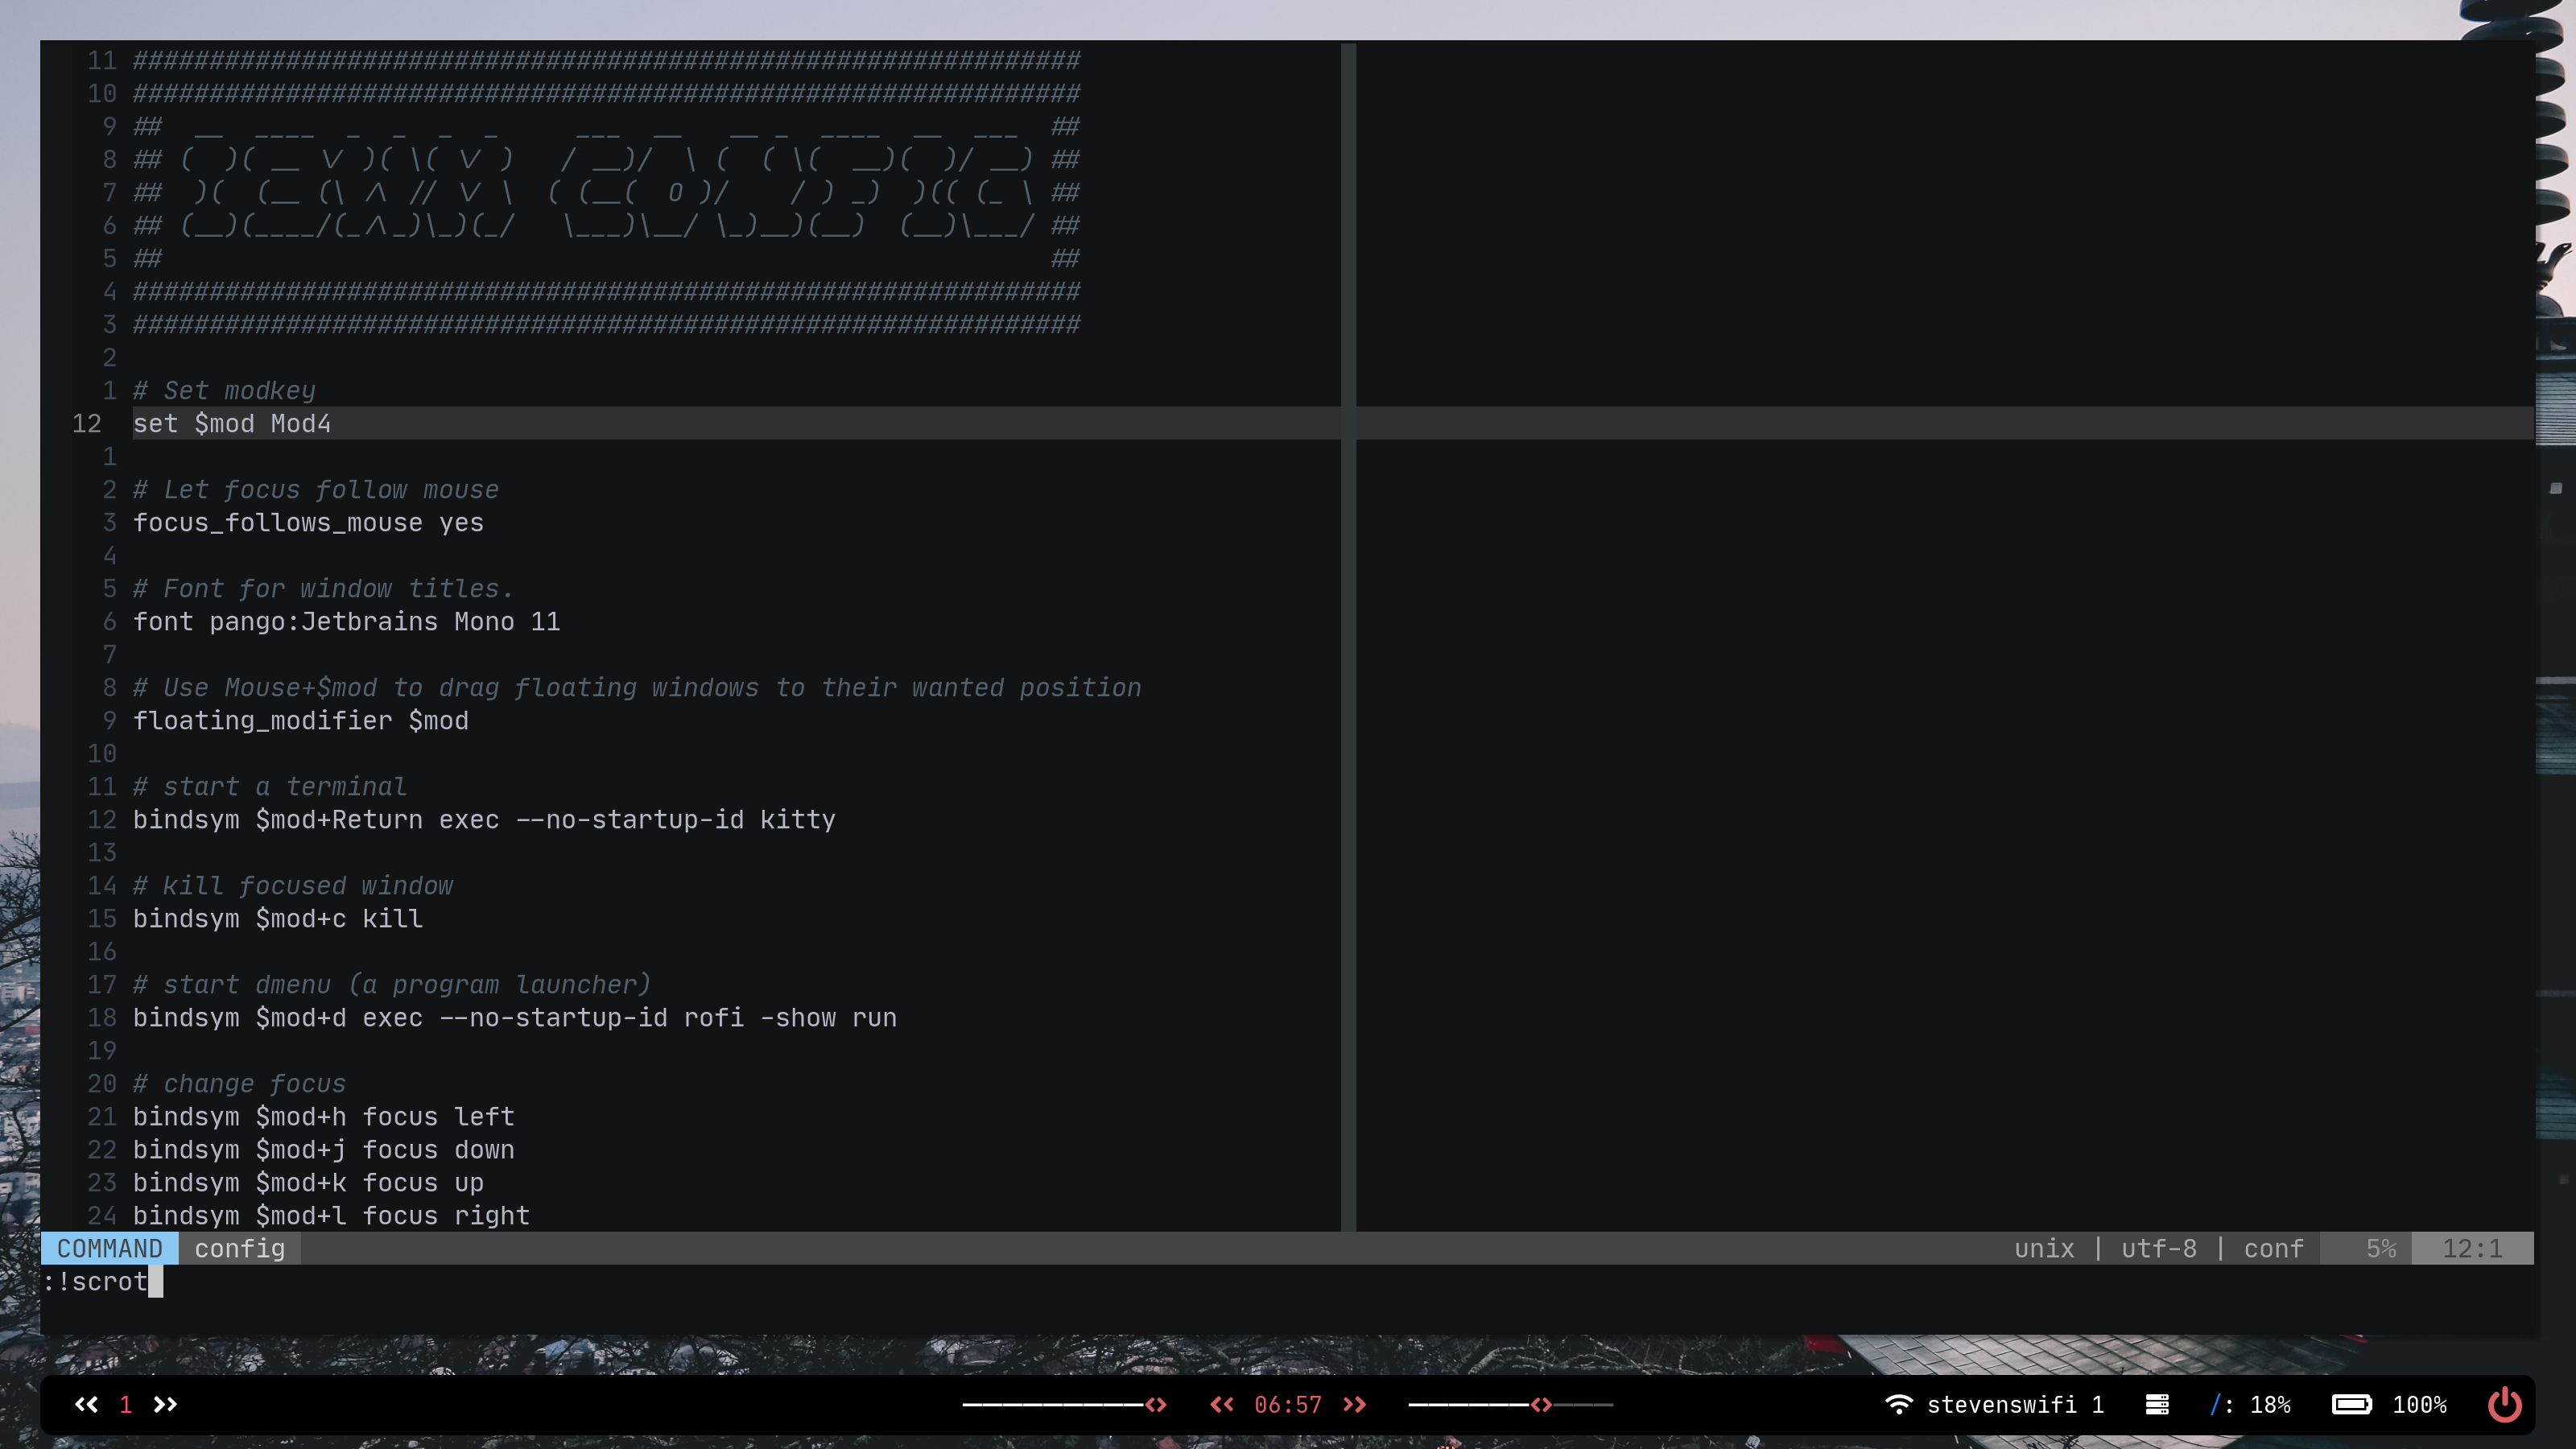 11 ##############################################################
10 ##############################################################
9 ##  __  ____  _  _  _  _     ___  __   __ _  ____  __  ___  ##
8 ## (  )(  __ \/ )( \( \/ )   / __)/  \ (  ( \(  __)(  )/ __) ##
7 ##  )(  (__ (\ /\ // \/ \  ( (__(  O )/    / ) _)  )(( (_ \ ##
6 ## (__)(____/(_/\_)\_)(_/   \___)\__/ \_)__)(__)  (__)\___/ ##
5 ##                                                          ##
4 ##############################################################
3 ##############################################################
2
1 # Set modkey
12 set $mod Mod4
1
2 # Let focus follow mouse
3 focus_follows_mouse yes
4
5 # Font for window titles.
6 font pango:Jetbrains Mono 11
7
8 # Use Mouse+$mod to drag floating windows to their wanted position
9 floating_modifier $mod
10
11 # start a terminal
12 bindsym $mod+Return exec --no-startup-id kitty
13
14 # kill focused window
15 bindsym $mod+c kill
16
17 # start dmenu (a program launcher)
18 bindsym $mod+d exec --no-startup-id rofi -show run
19
20 # change focus
21 bindsym $mod+h focus left
22 bindsym $mod+j focus down
23 bindsym $mod+k focus up
24 bindsym $mod+l focus right
COMMAND config unix | utf-8 | conf 5% 12:1
:!scrot
<< 1 >> <> << 06:57 >> <> stevenswifi 1 /: 18% 100%